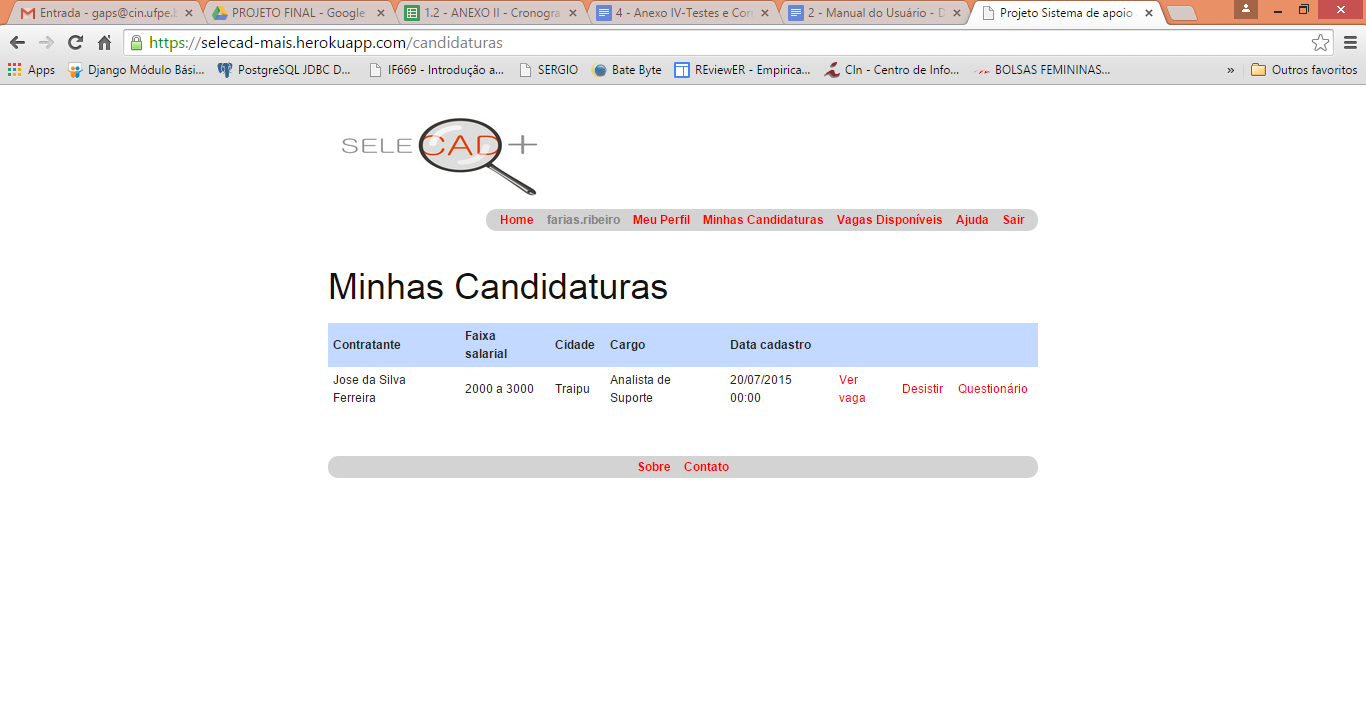 Entrada - gaps@cin.ufpe.b
PROJETO FINAL - Google
1.2 - ANEXO II - Cronogra
4 - Anexo IV-Testes e Corr
2 - Manual do Usuário - D
Projeto Sistema de apoio
https://selecad-mais.herokuapp.com/candidaturas
Apps
Django Módulo Bási...
PostgreSQL JDBC D...
IF669 - Introdução a...
SERGIO
Bate Byte
REviewER - Empirica...
CIn - Centro de Info...
BOLSAS FEMININAS...
»
Outros favoritos
SELE CAD +
Home farias.ribeiro Meu Perfil Minhas Candidaturas Vagas Disponíveis Ajuda Sair
Minhas Candidaturas
Contratante
Faixa
salarial
Cidade
Cargo
Data cadastro
Jose da Silva
Ferreira
2000 a 3000
Traipu
Analista de
Suporte
20/07/2015
00:00
Ver
vaga
Desistir
Questionário
Sobre Contato